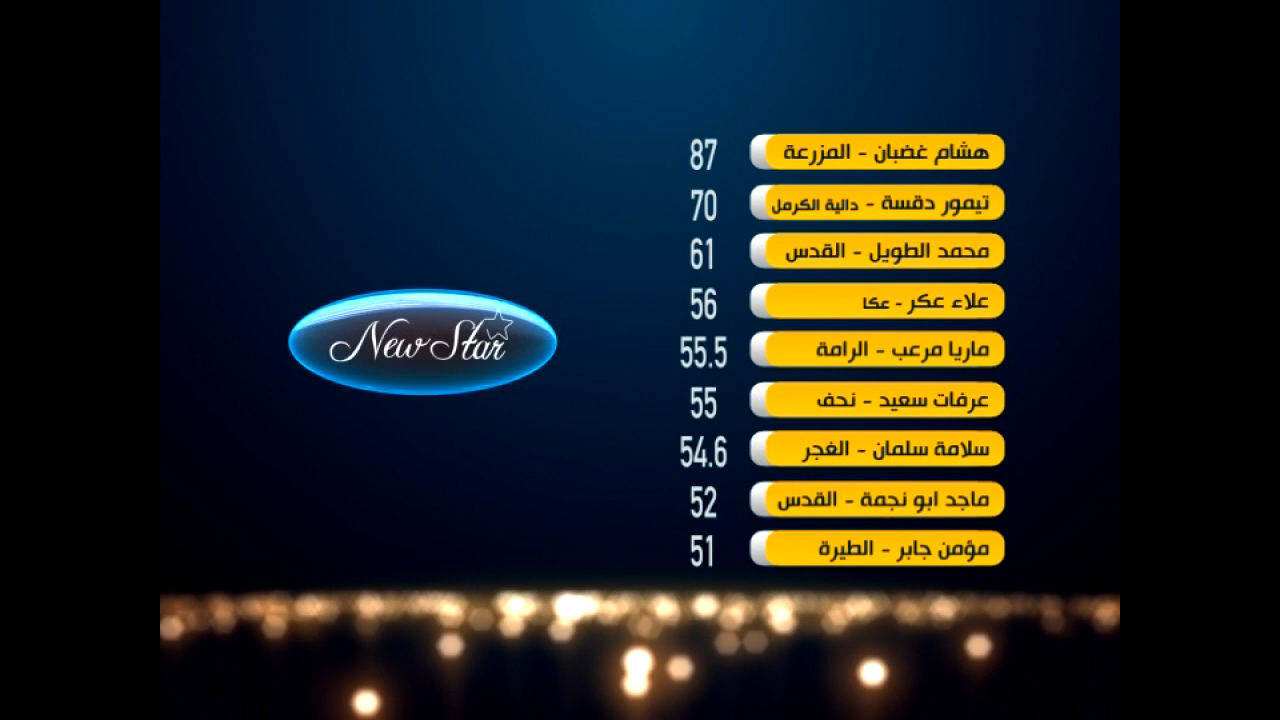 هشام غضبان - المزرعة 87
تيمور دقسة - دالية الكرمل 70
محمد الطويل - القدس 61
علاء عكر - عكا 56
ماريا مرعب - الرامة 55.5
عرفات سعيد - نحف 55
سلامة سلمان - الغجر 54.6
ماجد ابو نجمة - القدس 52
مؤمن جابر - الطيرة 51
New Star